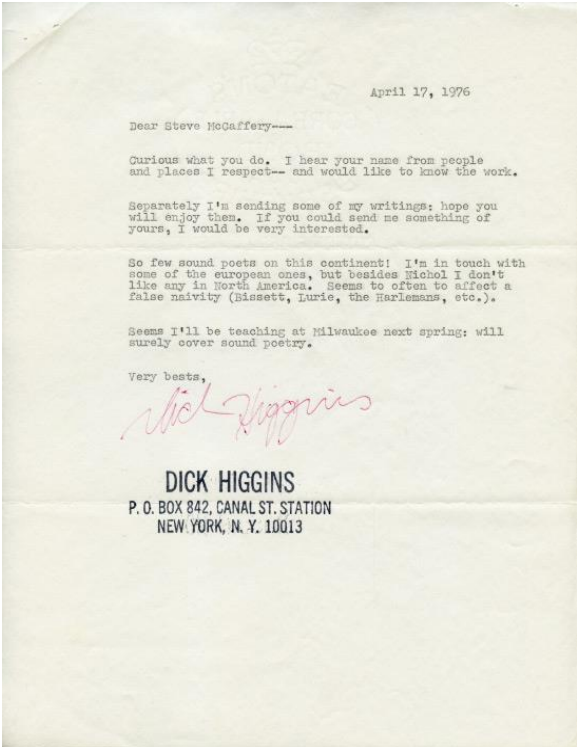 April 17, 1976
Dear Steve McCaffery---
Curious what you do. I hear your name from people
and places I respect-- and would like to know the work.
Separately I'm sending some of my writings; hope you
will enjoy them. If you could send me something of
yours, I would be very interested.
So few sound poets on this continent! I'm in touch with
some of the european ones, but besides Nichol I don't
like any in North America. Seems to often to affect a
false naivity (Bissett, Lurie, the Harlemans, etc.).
Seems I'll be teaching at Milwaukee next spring; will
surely cover sound poetry.
Very bests,
Dick Higgins
DICK HIGGINS
P. O. BOX 842, CANAL ST. STATION
NEW YORK, N. Y. 10013